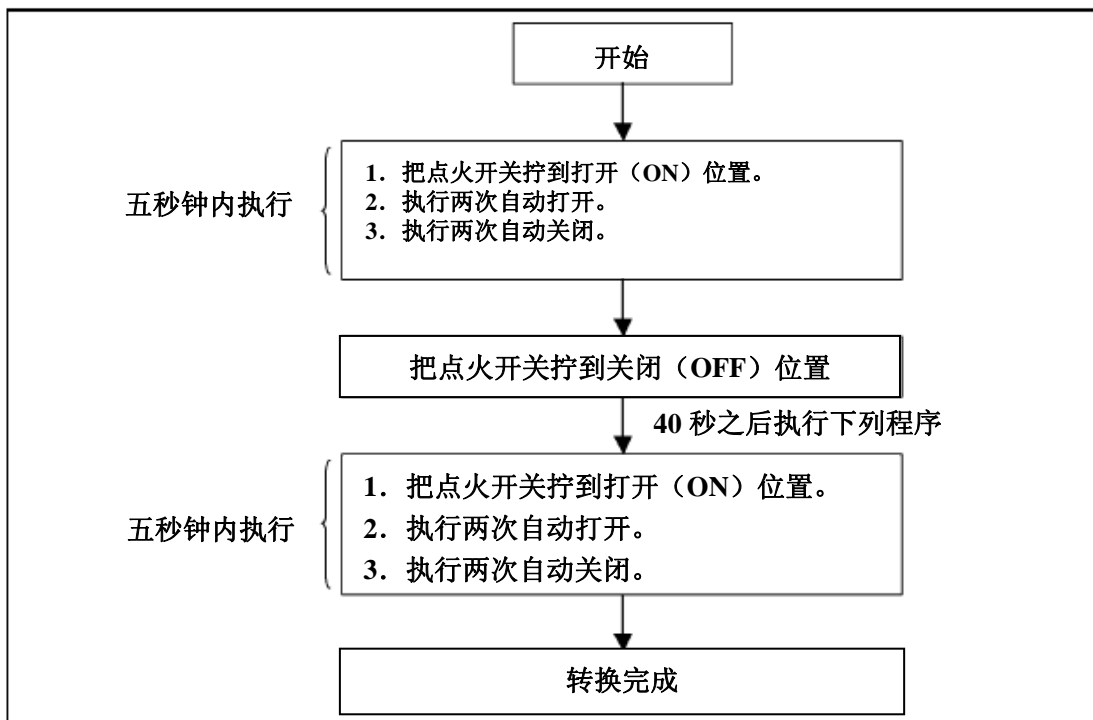 开始
五秒钟内执行
1. 把点火开关拧到打开（ON）位置。
2. 执行两次自动打开。
3. 执行两次自动关闭。
把点火开关拧到关闭（OFF）位置
40 秒之后执行下列程序
五秒钟内执行
1. 把点火开关拧到打开（ON）位置。
2. 执行两次自动打开。
3. 执行两次自动关闭。
转换完成